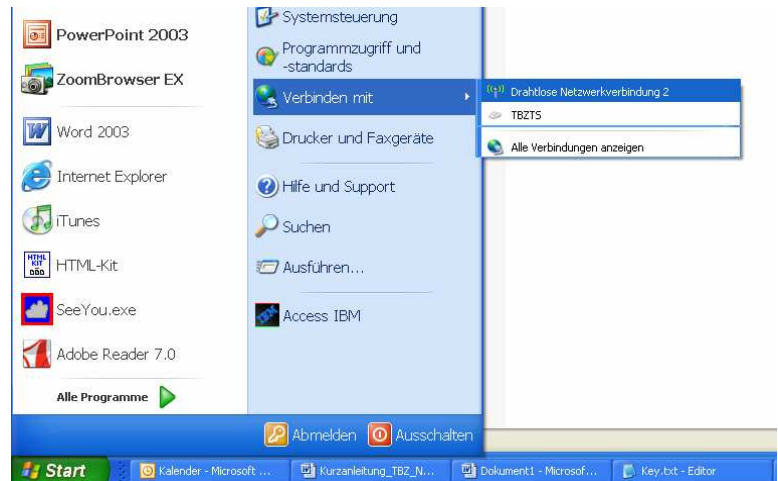 PowerPoint 2003
ZoomBrowser EX
Word 2003
Internet Explorer
iTunes
HTML-Kit
SeeYou.exe
Adobe Reader 7.0
Alle Programme
Systemsteuerung
Programmzugriff und
-standards
Verbinden mit
Drucker und Faxgeräte
Hilfe und Support
Suchen
Ausführen...
Access IBM
Drahtlose Netzwerkverbindung 2
TBZTS
Alle Verbindungen anzeigen
Abmelden
Ausschalten
Start
Kalender - Microsoft ...
Kurzanleitung_TBZ_N...
Dokument1 - Microsof...
Key.txt - Editor